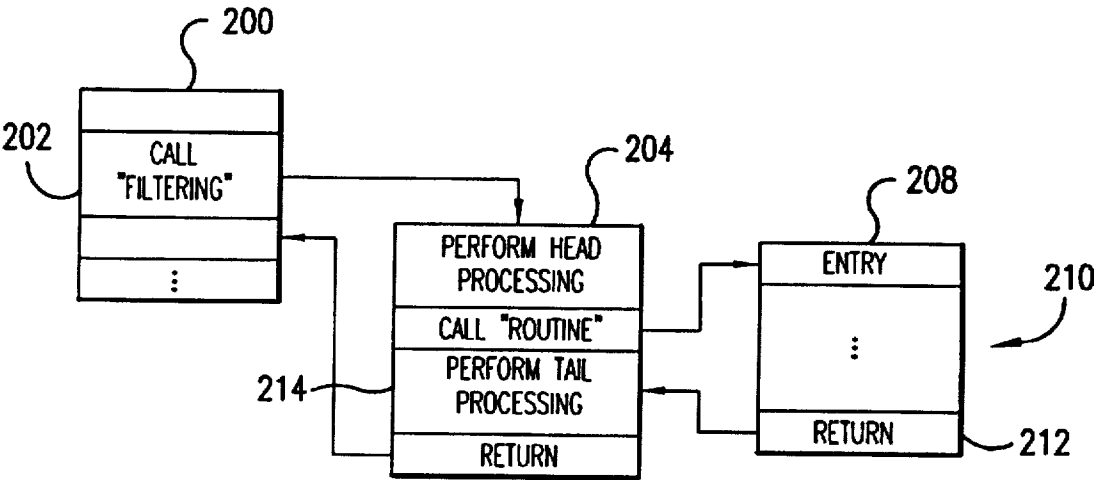 200
202
CALL
"FILTERING"
⋮
204
PERFORM HEAD
PROCESSING
CALL "ROUTINE"
214
PERFORM TAIL
PROCESSING
RETURN
208
ENTRY
⋮
210
RETURN
212